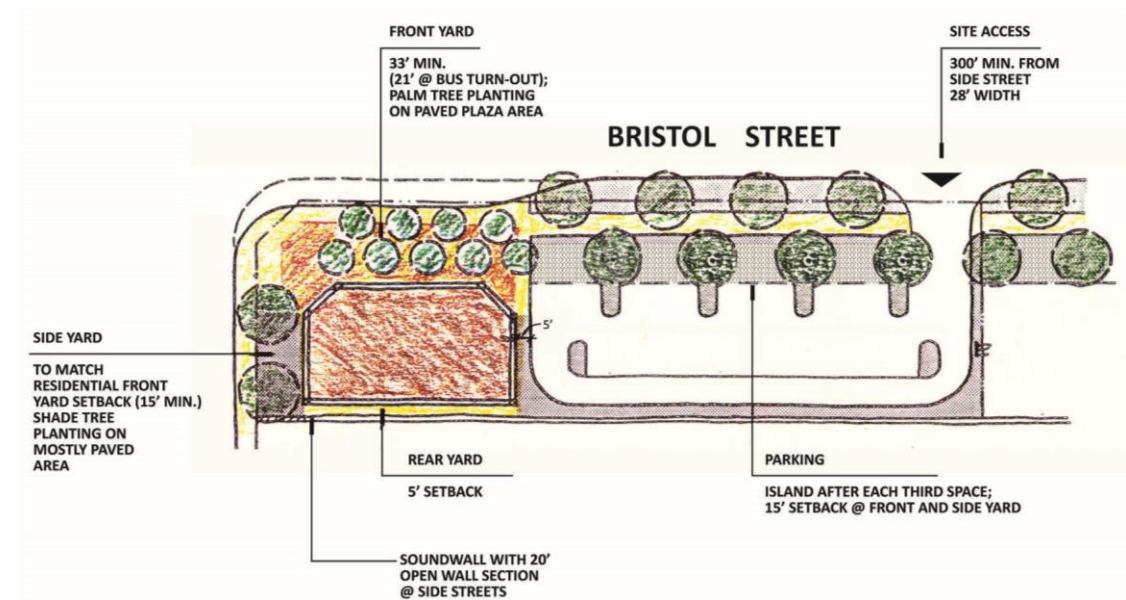 FRONT YARD
33’ MIN.
(21’ @ BUS TURN-OUT);
PALM TREE PLANTING
ON PAVED PLAZA AREA
SITE ACCESS
300’ MIN. FROM
SIDE STREET
28’ WIDTH
BRISTOL STREET
5’
SIDE YARD
TO MATCH
RESIDENTIAL FRONT
YARD SETBACK (15’ MIN.)
SHADE TREE
PLANTING ON
MOSTLY PAVED
AREA
REAR YARD
5’ SETBACK
PARKING
ISLAND AFTER EACH THIRD SPACE;
15’ SETBACK @ FRONT AND SIDE YARD
SOUNDWALL WITH 20’
OPEN WALL SECTION
@ SIDE STREETS